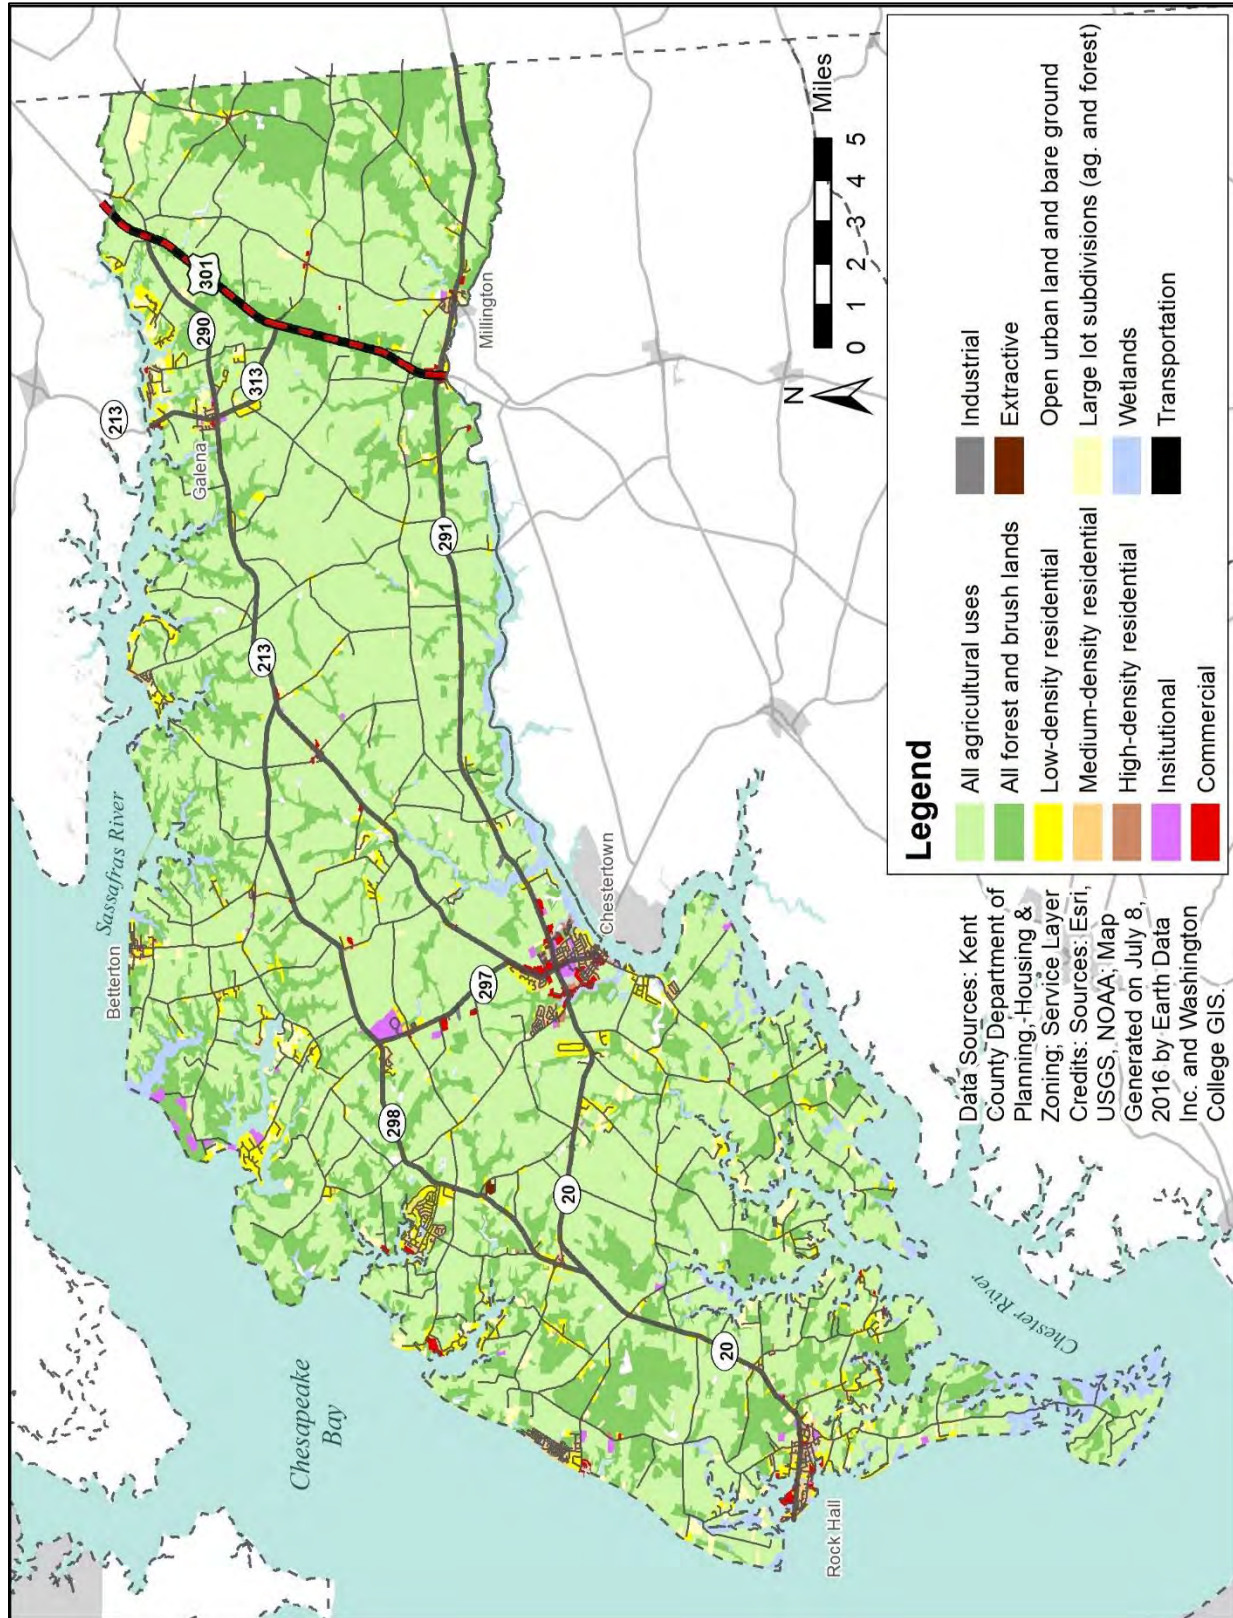 Chesapeake
Bay
Sassafras River
Betterton
213
Galena
290
301
313
213
291
Millington
298
297
Chestertown
20
20
Rock Hall
Chester River
N
0 1 2 3 4 5
Miles
Data Sources: Kent
County Department of
Planning, Housing &
Zoning; Service Layer
Credits: Sources: Esri,
USGS, NOAA; Map
Generated on July 8,
2016 by Earth Data
Inc. and Washington
College GIS.
Legend
All agricultural uses
All forest and brush lands
Low-density residential
Medium-density residential
High-density residential
Insitutional
Commercial
Industrial
Extractive
Open urban land and bare ground
Large lot subdivisions (ag. and forest)
Wetlands
Transportation